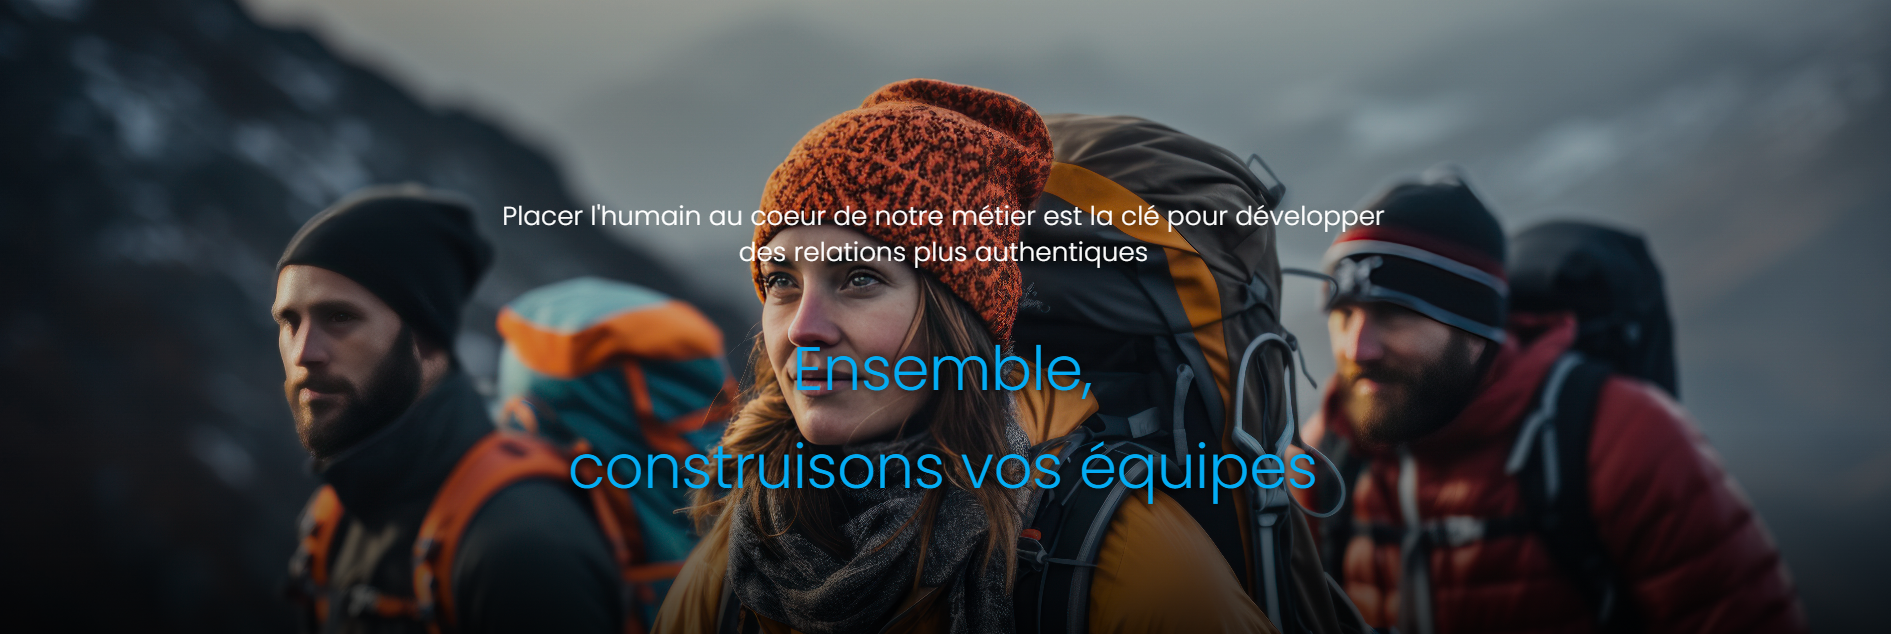 Placer l'humain au coeur de notre métier est la clé pour développer
des relations plus authentiques
Ensemble,
construisons vos équipes